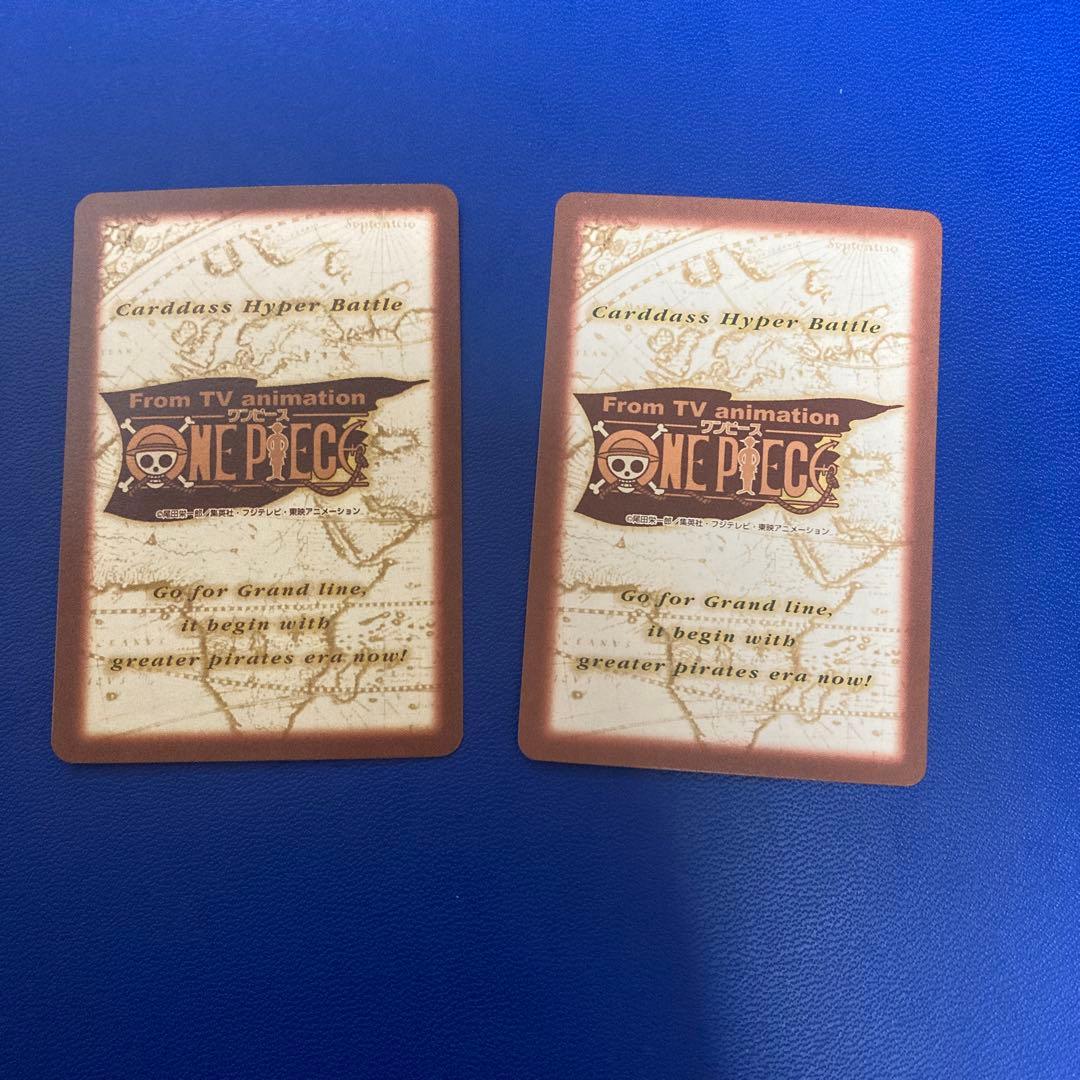 Septentrio
Carddass Hyper Battle
From TV animation
ワンピース
ONE PIECE
©尾田栄一郎／集英社・フジテレビ・東映アニメーション
Go for Grand line,
it begin with
greater pirates era now!
Septentrio
Carddass Hyper Battle
From TV animation
ワンピース
ONE PIECE
©尾田栄一郎／集英社・フジテレビ・東映アニメーション
Go for Grand line,
it begin with
greater pirates era now!